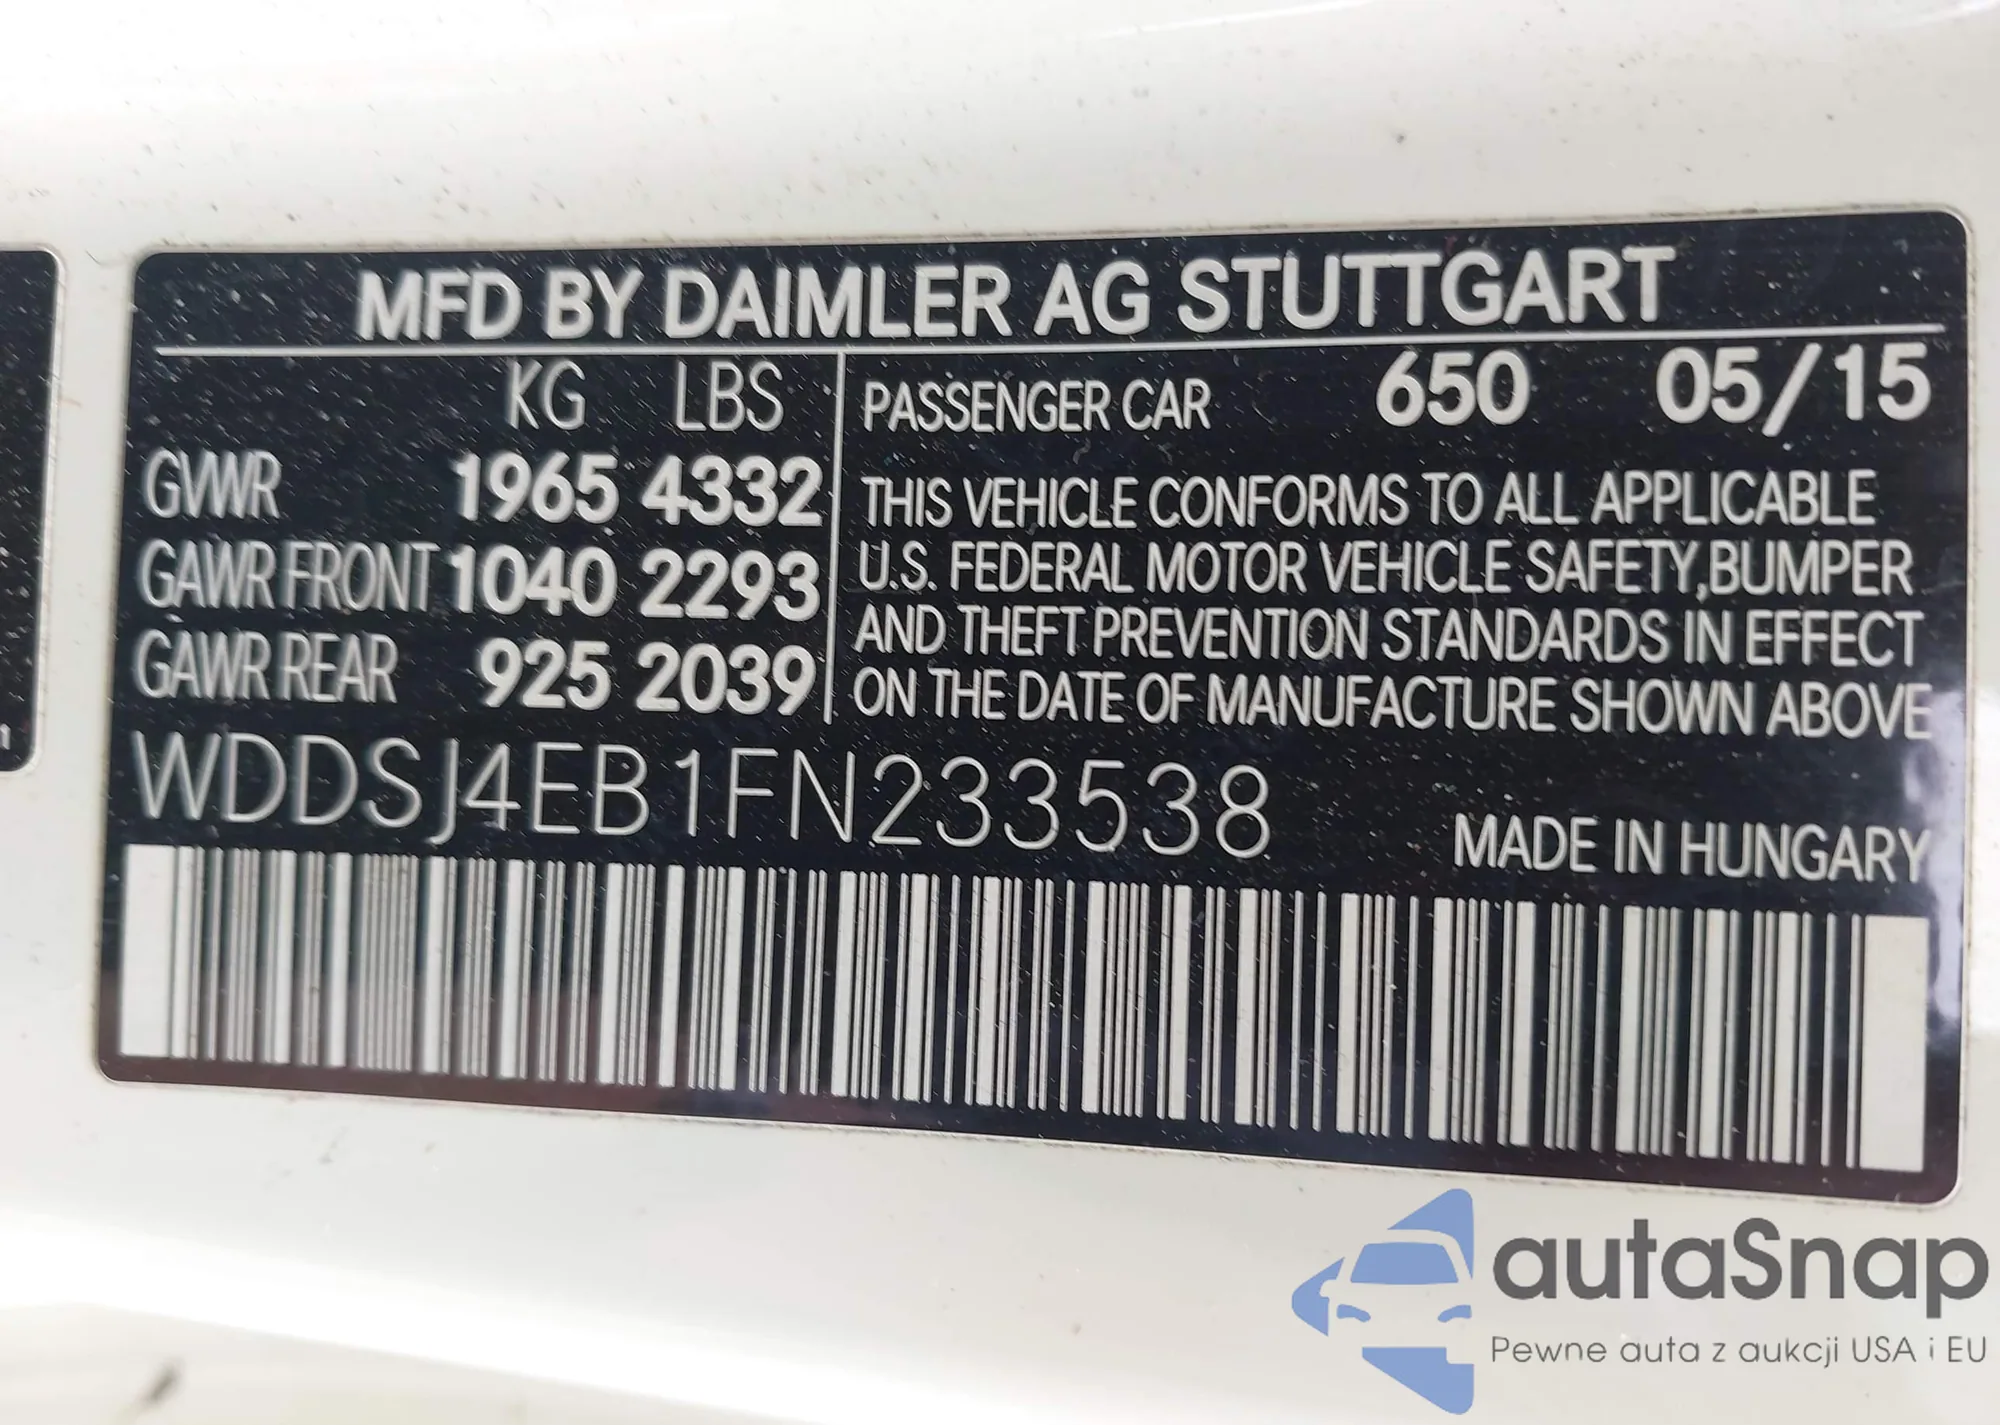 MFD BY DAIMLER AG STUTTGART
KG LBS
GVWR 1965 4332
GAWR FRONT 1040 2293
GAWR REAR 925 2039
PASSENGER CAR 650 05/15
THIS VEHICLE CONFORMS TO ALL APPLICABLE
U.S. FEDERAL MOTOR VEHICLE SAFETY,BUMPER
AND THEFT PREVENTION STANDARDS IN EFFECT
ON THE DATE OF MANUFACTURE SHOWN ABOVE
WDDSJ4EB1FN233538
MADE IN HUNGARY
1
autaSnap
Pewne auta z aukcji USA i EU